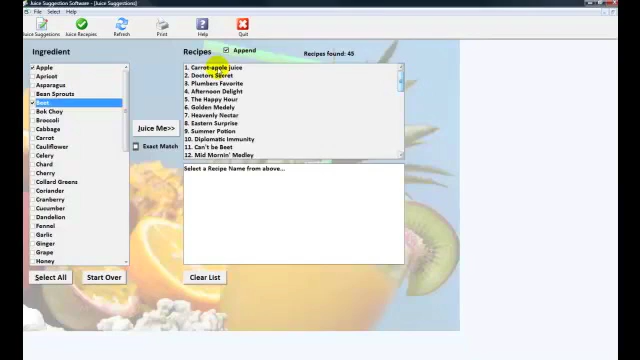 Juice Suggestion Software - [Juice Suggestions]
File Select Help
Juice Suggestions Juice Recapies Refresh Print Help Quit
Ingredient
Apple
Apricot
Asparagus
Bean Sprouts
Beet
Bok Choy
Broccoli
Cabbage
Carrot
Cauliflower
Celery
Chard
Cherry
Collard Greens
Coriander
Cranberry
Cucumber
Dandelion
Fennel
Garlic
Ginger
Grape
Honey
Select All Start Over
Juice Me>>
Exact Match
Recipes Append Recipes found: 45
1. Carrot-apple juice
2. Doctors Secret
3. Plumbers Favorite
4. Afternoon Delight
5. The Happy Hour
6. Golden Medely
7. Heavenly Nectar
8. Eastern Surprise
9. Summer Potion
10. Diplomatic Immunity
11. Can't be Beet
12. Mid Mornin' Medley
Select a Recipe Name from above...
Clear List